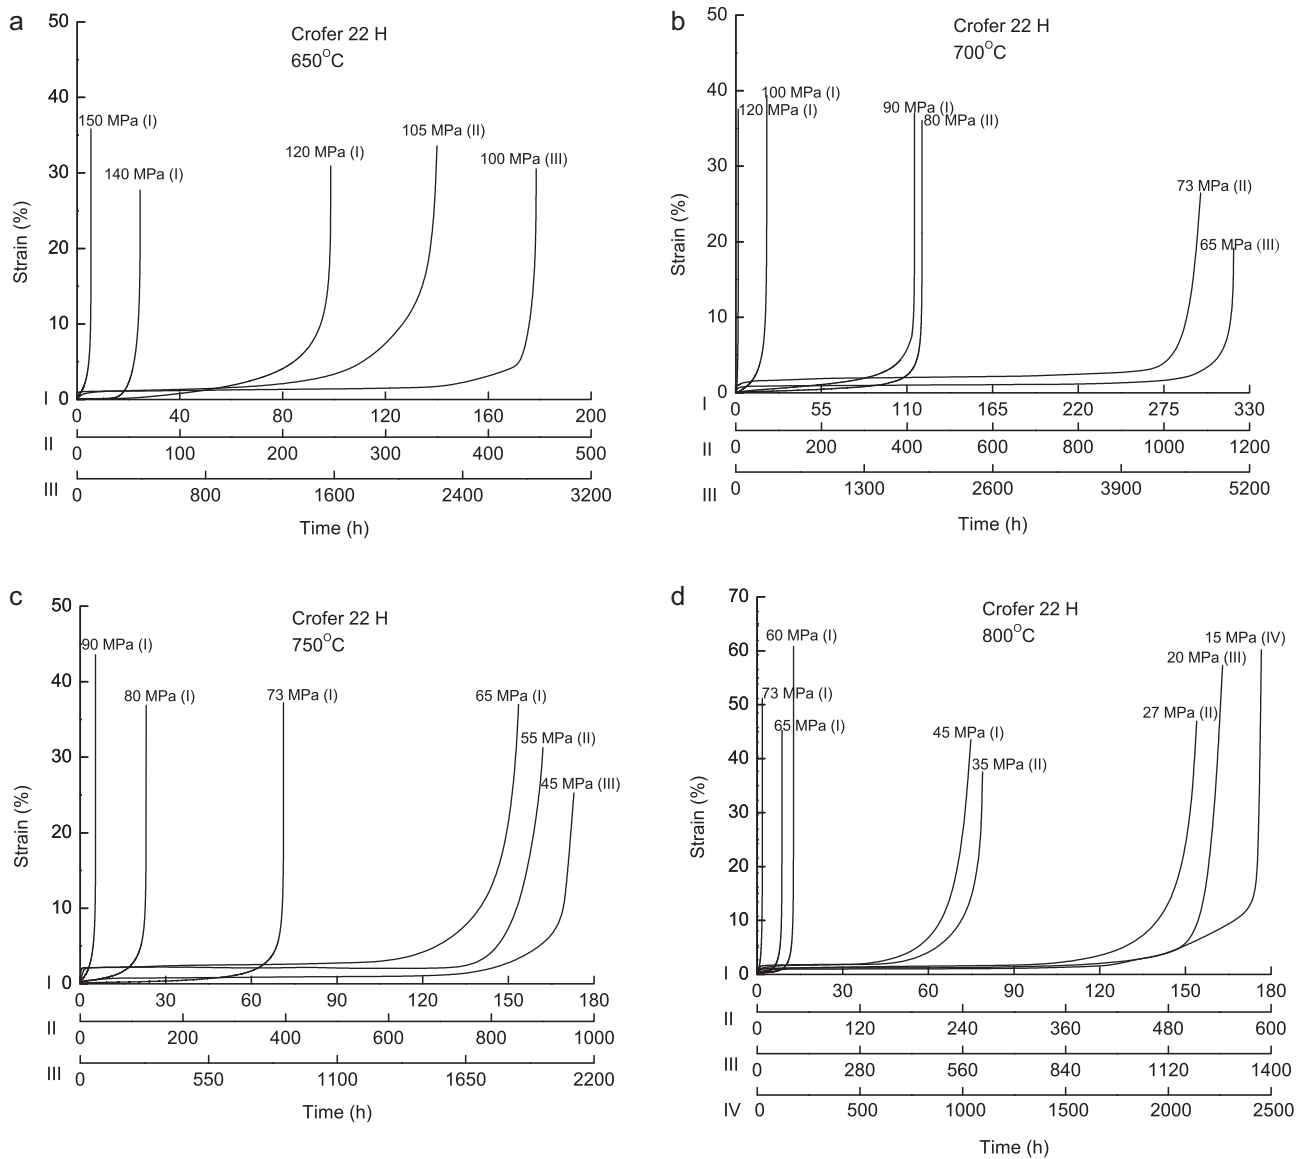 a
Crofer 22 H
650°C
50
40
30
20
10
0
Strain (%)
150 MPa (I)
140 MPa (I)
120 MPa (I)
105 MPa (II)
100 MPa (III)
I 0 40 80 120 160 200
II 0 100 200 300 400 500
III 0 800 1600 2400 3200
Time (h)
b
Crofer 22 H
700°C
50
40
30
20
10
0
Strain (%)
100 MPa (I)
120 MPa (I)
90 MPa (I)
80 MPa (II)
73 MPa (II)
65 MPa (III)
I 0 55 110 165 220 275 330
II 0 200 400 600 800 1000 1200
III 0 1300 2600 3900 5200
Time (h)
c
Crofer 22 H
750°C
50
40
30
20
10
0
Strain (%)
90 MPa (I)
80 MPa (I)
73 MPa (I)
65 MPa (I)
55 MPa (II)
45 MPa (III)
I 0 30 60 90 120 150 180
II 0 200 400 600 800 1000
III 0 550 1100 1650 2200
Time (h)
d
Crofer 22 H
800°C
70
60
50
40
30
20
10
0
Strain (%)
60 MPa (I)
73 MPa (I)
65 MPa (I)
45 MPa (I)
35 MPa (II)
27 MPa (II)
20 MPa (III)
15 MPa (IV)
I 0 30 60 90 120 150 180
II 0 120 240 360 480 600
III 0 280 560 840 1120 1400
IV 0 500 1000 1500 2000 2500
Time (h)